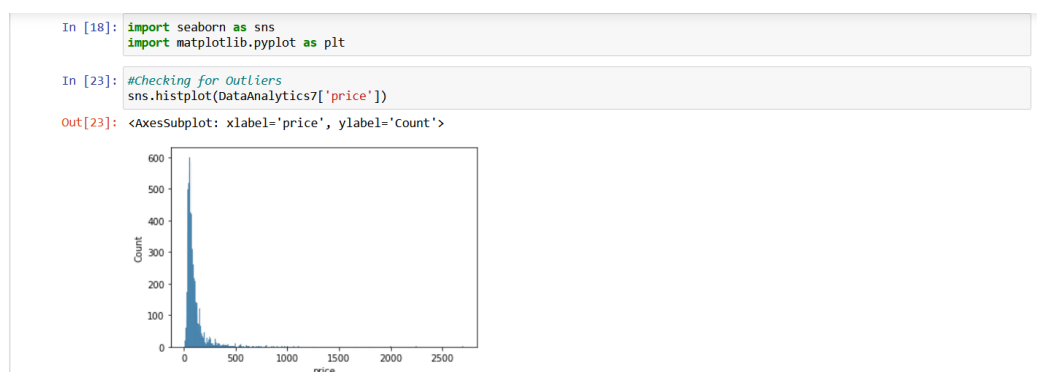 In [18]: import seaborn as sns
import matplotlib.pyplot as plt
In [23]: #Checking for Outliers
sns.histplot(DataAnalytics7['price'])
Out[23]: <AxesSubplot: xlabel='price', ylabel='Count'>
600
500
400
300
200
100
0
Count
0 500 1000 1500 2000 2500
price